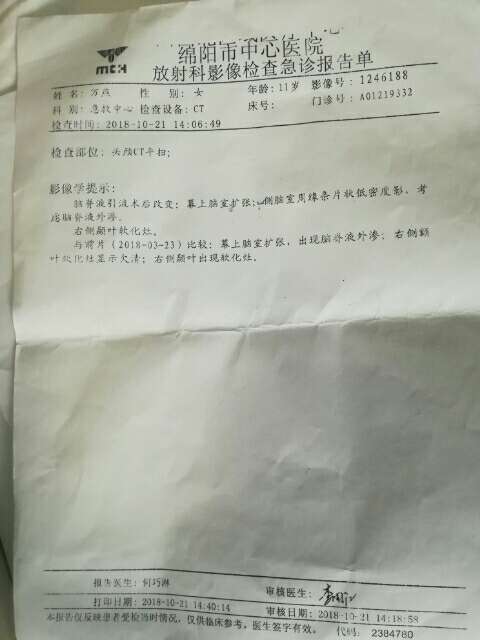 绵阳市中心医院
MCH
放射科影像检查急诊报告单
姓名: 万燕 性别: 女 年龄: 11岁 影像号: 1246188
科别: 急救中心 检查设备: CT 床号: 门诊号: A01219332
检查时间: 2018-10-21 14:06:49
检查部位: 头颅CT平扫;
影像学提示:
脑脊液引流术后改变: 幕上脑室扩张; 侧脑室周缘条片状低密度影, 考
虑脑脊液外渗。
右侧颞叶软化灶。
与前片 (2018-03-23) 比较: 幕上脑室扩张, 出现脑脊液外渗; 右侧额
叶软化灶显示欠清; 右侧颞叶出现软化灶。
报告医生: 何巧淋 审核医生:
打印日期: 2018-10-21 14:40:14 审核日期: 2018-10-21 14:18:58
本报告仅反映患者受检当时情况, 仅供临床参考, 医生签字有效。 代码: 2384780